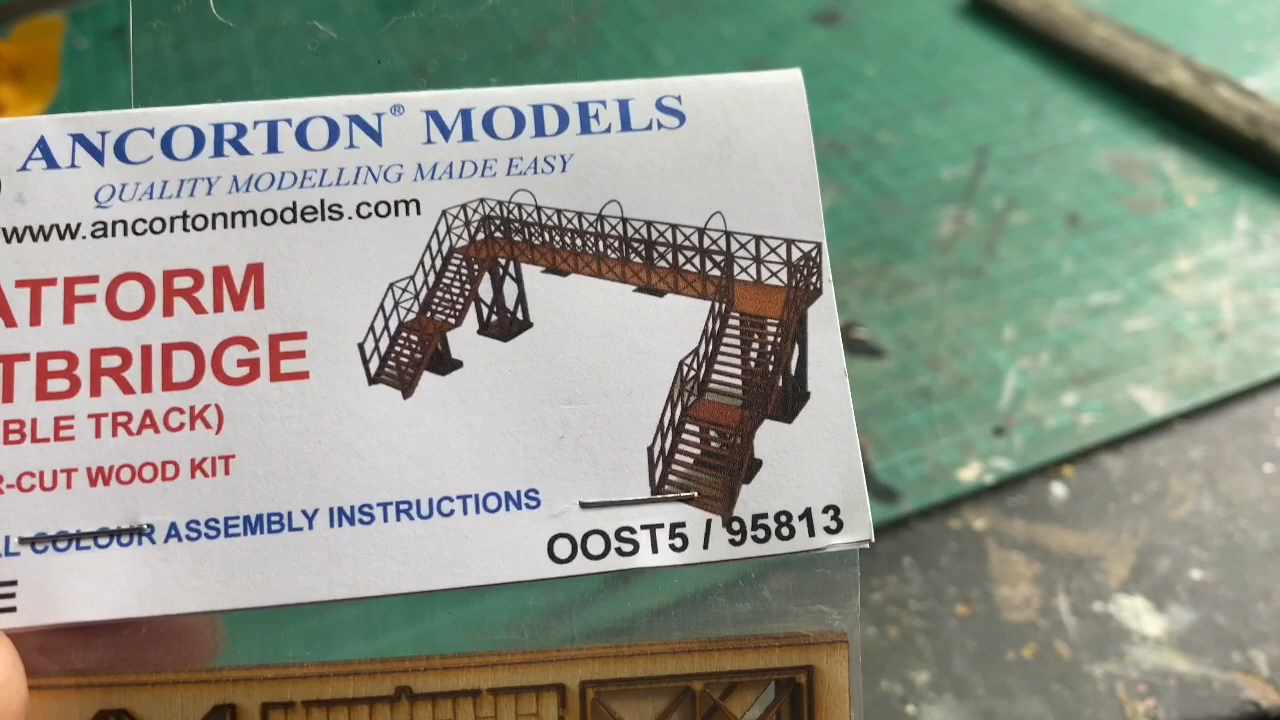 ANCORTON® MODELS
QUALITY MODELLING MADE EASY
www.ancortonmodels.com
ATFORM
TBRIDGE
BLE TRACK)
R-CUT WOOD KIT
LL COLOUR ASSEMBLY INSTRUCTIONS
OOST5 / 95813
E